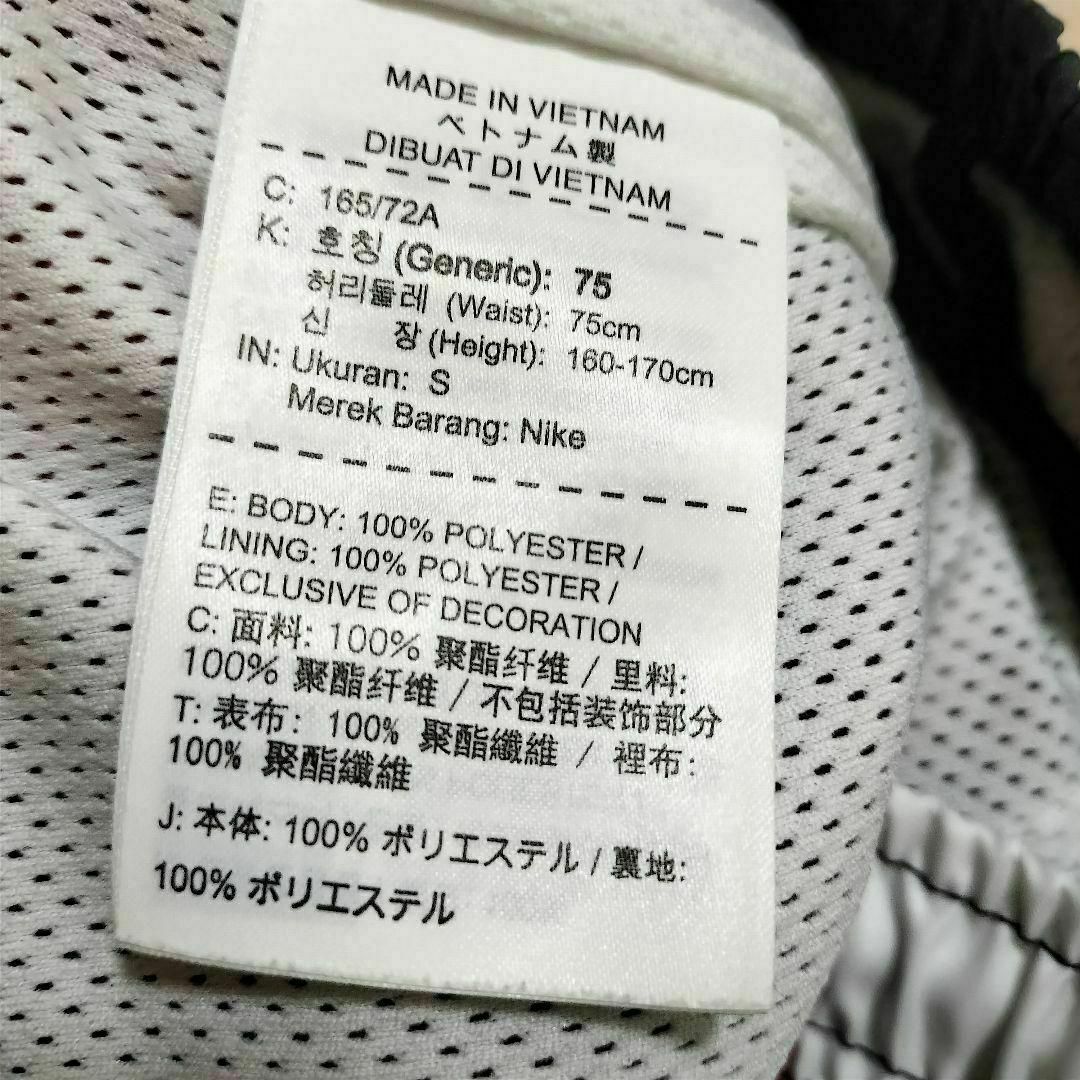 MADE IN VIETNAM
ベトナム製
DIBUAT DI VIETNAM
C: 165/72A
K: 호칭 (Generic): 75
허리둘레 (Waist): 75cm
신 장 (Height): 160-170cm
IN: Ukuran: S
Merek Barang: Nike
E: BODY: 100% POLYESTER /
LINING: 100% POLYESTER /
EXCLUSIVE OF DECORATION
C: 面料: 100% 聚酯纤维 / 里料:
100% 聚酯纤维 / 不包括装饰部分
T: 表布: 100% 聚酯纖維 / 裡布:
100% 聚酯纖維
J: 本体: 100% ポリエステル / 裏地:
100% ポリエステル